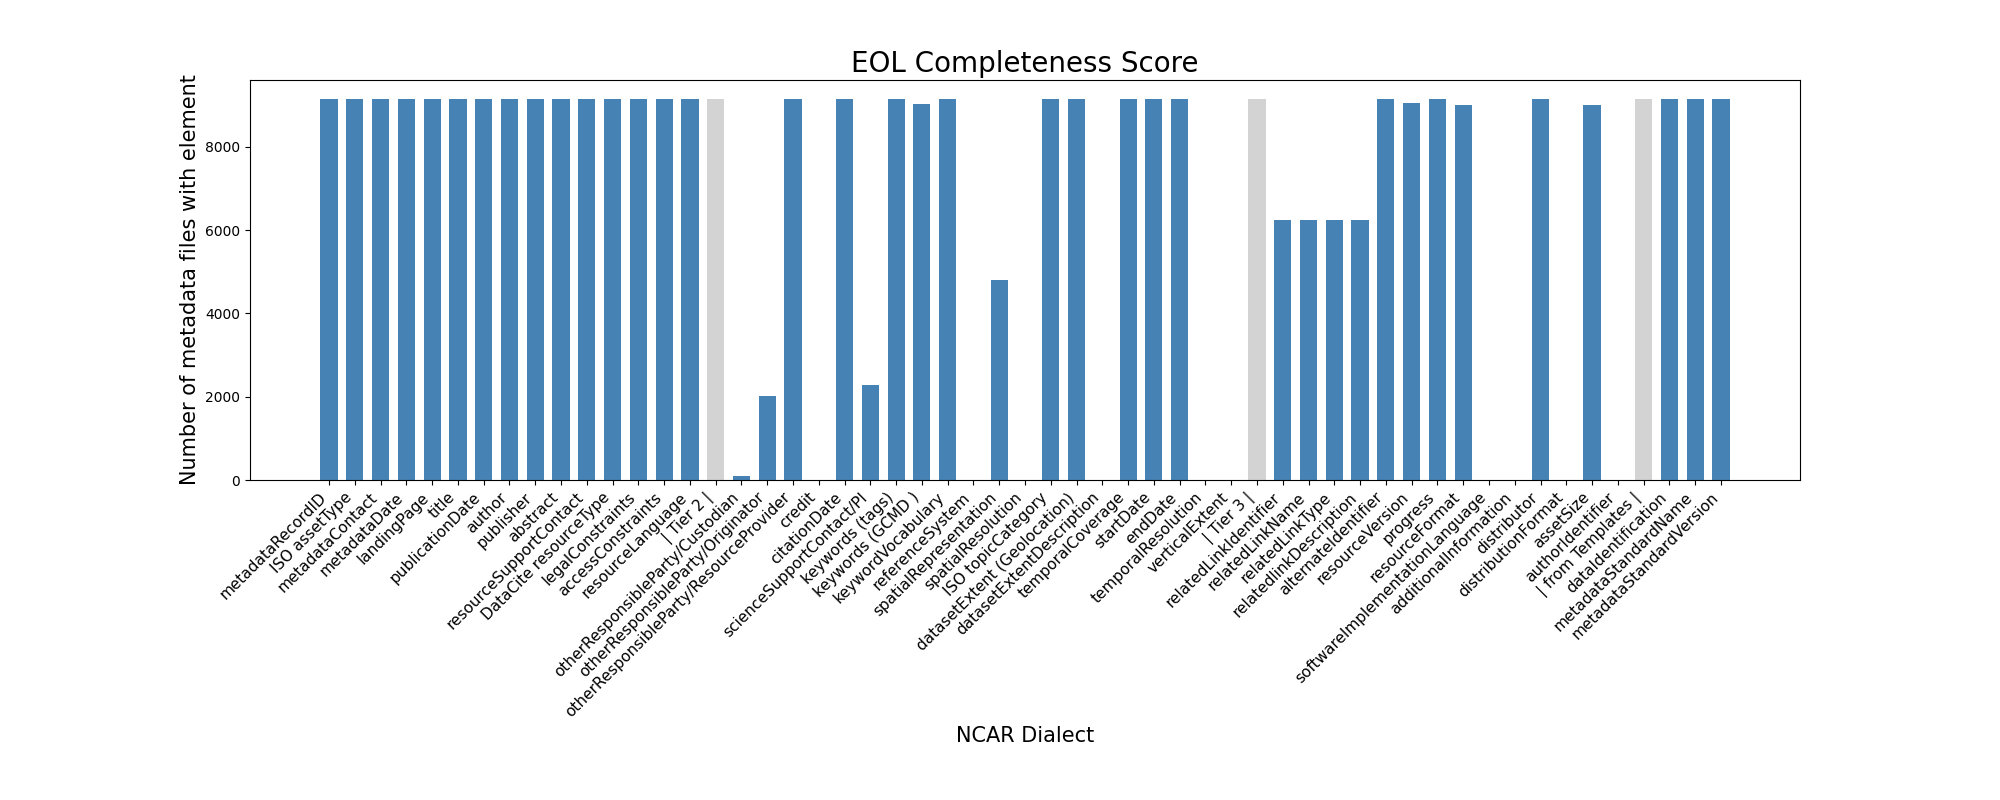 EOL Completeness Score
Number of metadata files with element
8000
6000
4000
2000
0
metadataRecordID
ISO assetType
metadataContact
metadataDate
landingPage
title
publicationDate
author
publisher
abstract
resourceSupportContact
DataCite resourceType
legalConstraints
accessConstraints
resourceLanguage
| Tier 2 |
otherResponsibleParty/Custodian
otherResponsibleParty/Originator
otherResponsibleParty/ResourceProvider
credit
citationDate
scienceSupportContact/PI
keywords (tags)
keywords (GCMD )
keywordVocabulary
referenceSystem
spatialRepresentation
spatialResolution
ISO topicCategory
datasetExtent (Geolocation)
datasetExtentDescription
temporalCoverage
startDate
endDate
temporalResolution
verticalExtent
| Tier 3 |
relatedLinkIdentifier
relatedLinkName
relatedLinkType
relatedlinkDescription
alternateIdentifier
resourceVersion
progress
resourceFormat
softwareImplementationLanguage
additionalInformation
distributor
distributionFormat
assetSize
authorIdentifier
| from Templates |
dataIdentification
metadataStandardName
metadataStandardVersion
NCAR Dialect